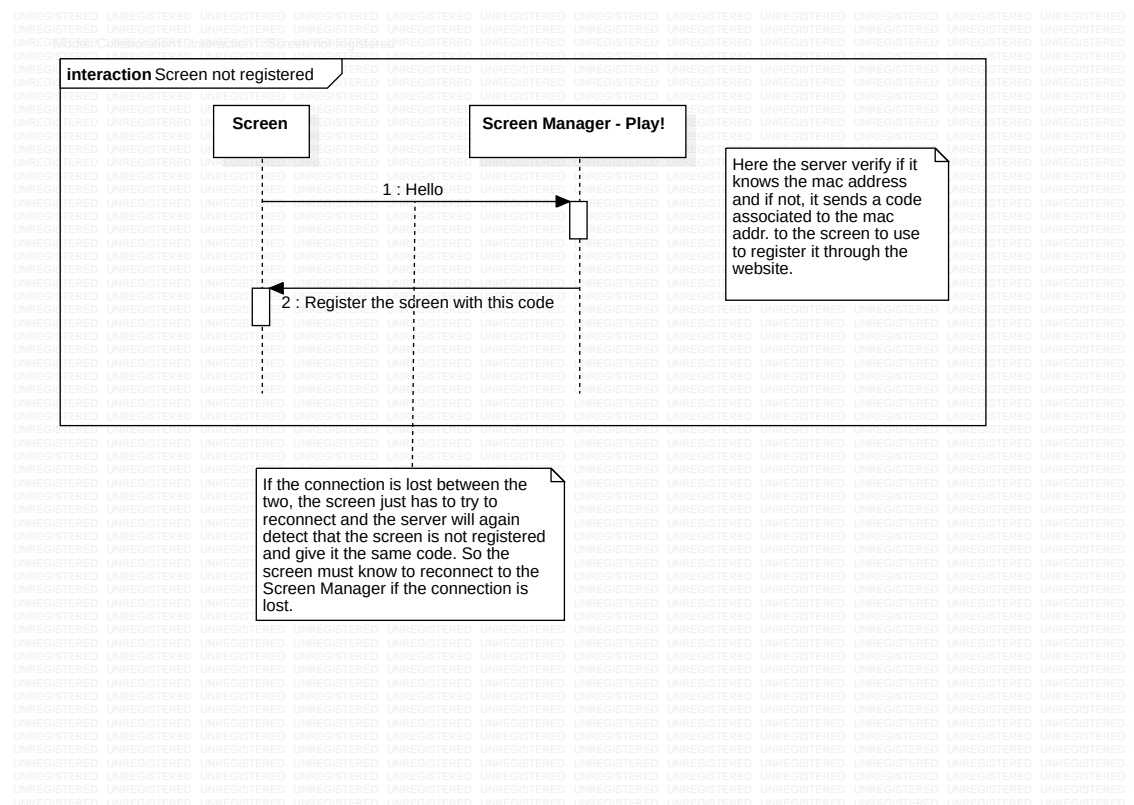 Model::Collaboration1::Interaction1::Screen not registered
interaction Screen not registered
Screen
Screen Manager - Play!
1 : Hello
Here the server verify if it
knows the mac address
and if not, it sends a code
associated to the mac
addr. to the screen to use
to register it through the
website.
2 : Register the screen with this code
If the connection is lost between the
two, the screen just has to try to
reconnect and the server will again
detect that the screen is not registered
and give it the same code. So the
screen must know to reconnect to the
Screen Manager if the connection is
lost.
UNREGISTERED